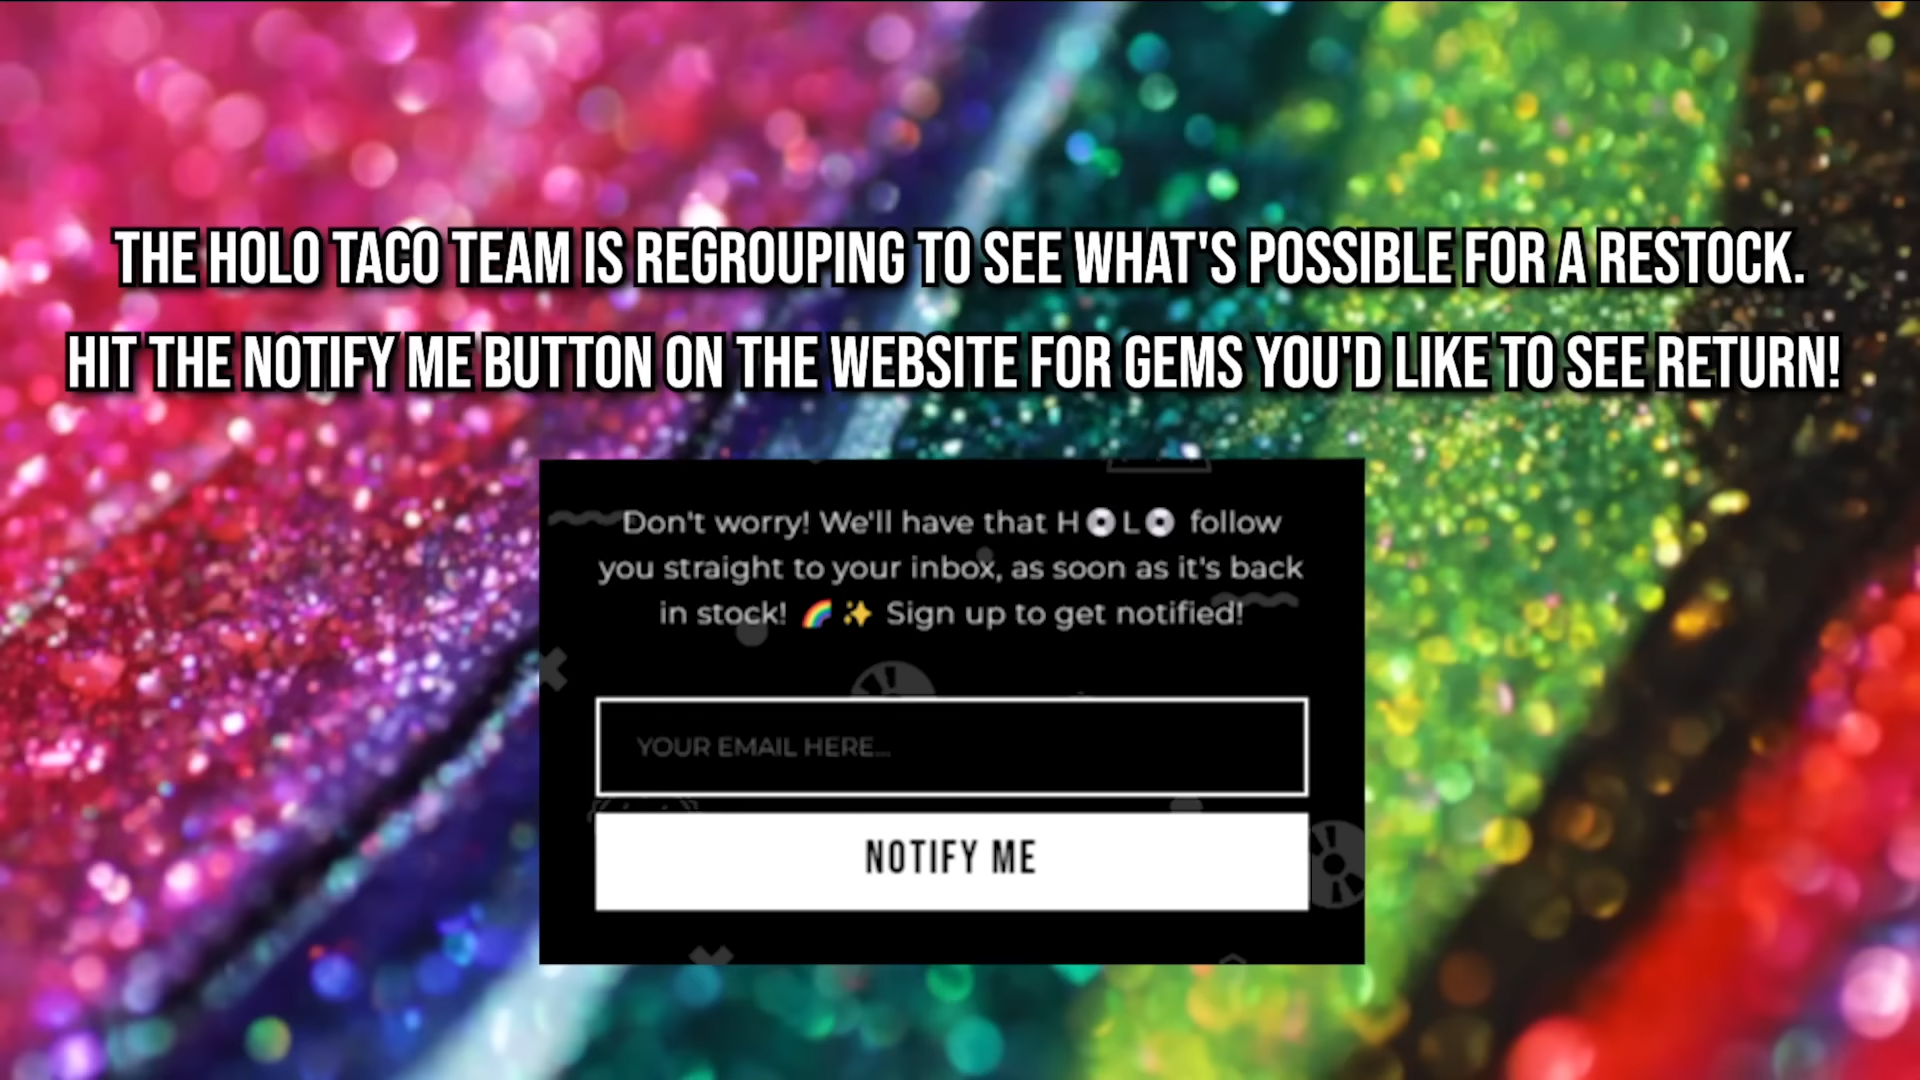 THE HOLO TACO TEAM IS REGROUPING TO SEE WHAT'S POSSIBLE FOR A RESTOCK.
HIT THE NOTIFY ME BUTTON ON THE WEBSITE FOR GEMS YOU'D LIKE TO SEE RETURN!
Don't worry! We'll have that HOLO follow
you straight to your inbox, as soon as it's back
in stock! 🌈✨ Sign up to get notified!
YOUR EMAIL HERE...
NOTIFY ME